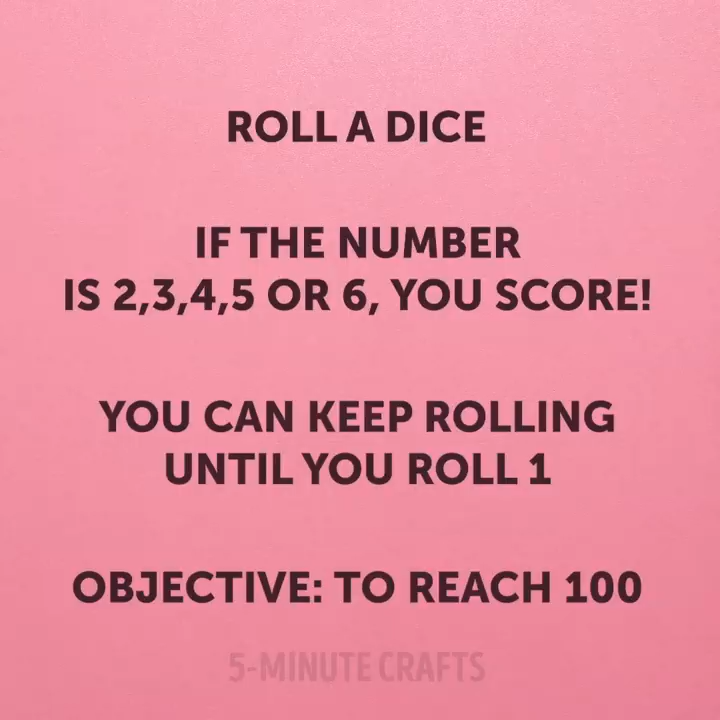 ROLL A DICE
IF THE NUMBER
IS 2,3,4,5 OR 6, YOU SCORE!
YOU CAN KEEP ROLLING
UNTIL YOU ROLL 1
OBJECTIVE: TO REACH 100
5-MINUTE CRAFTS